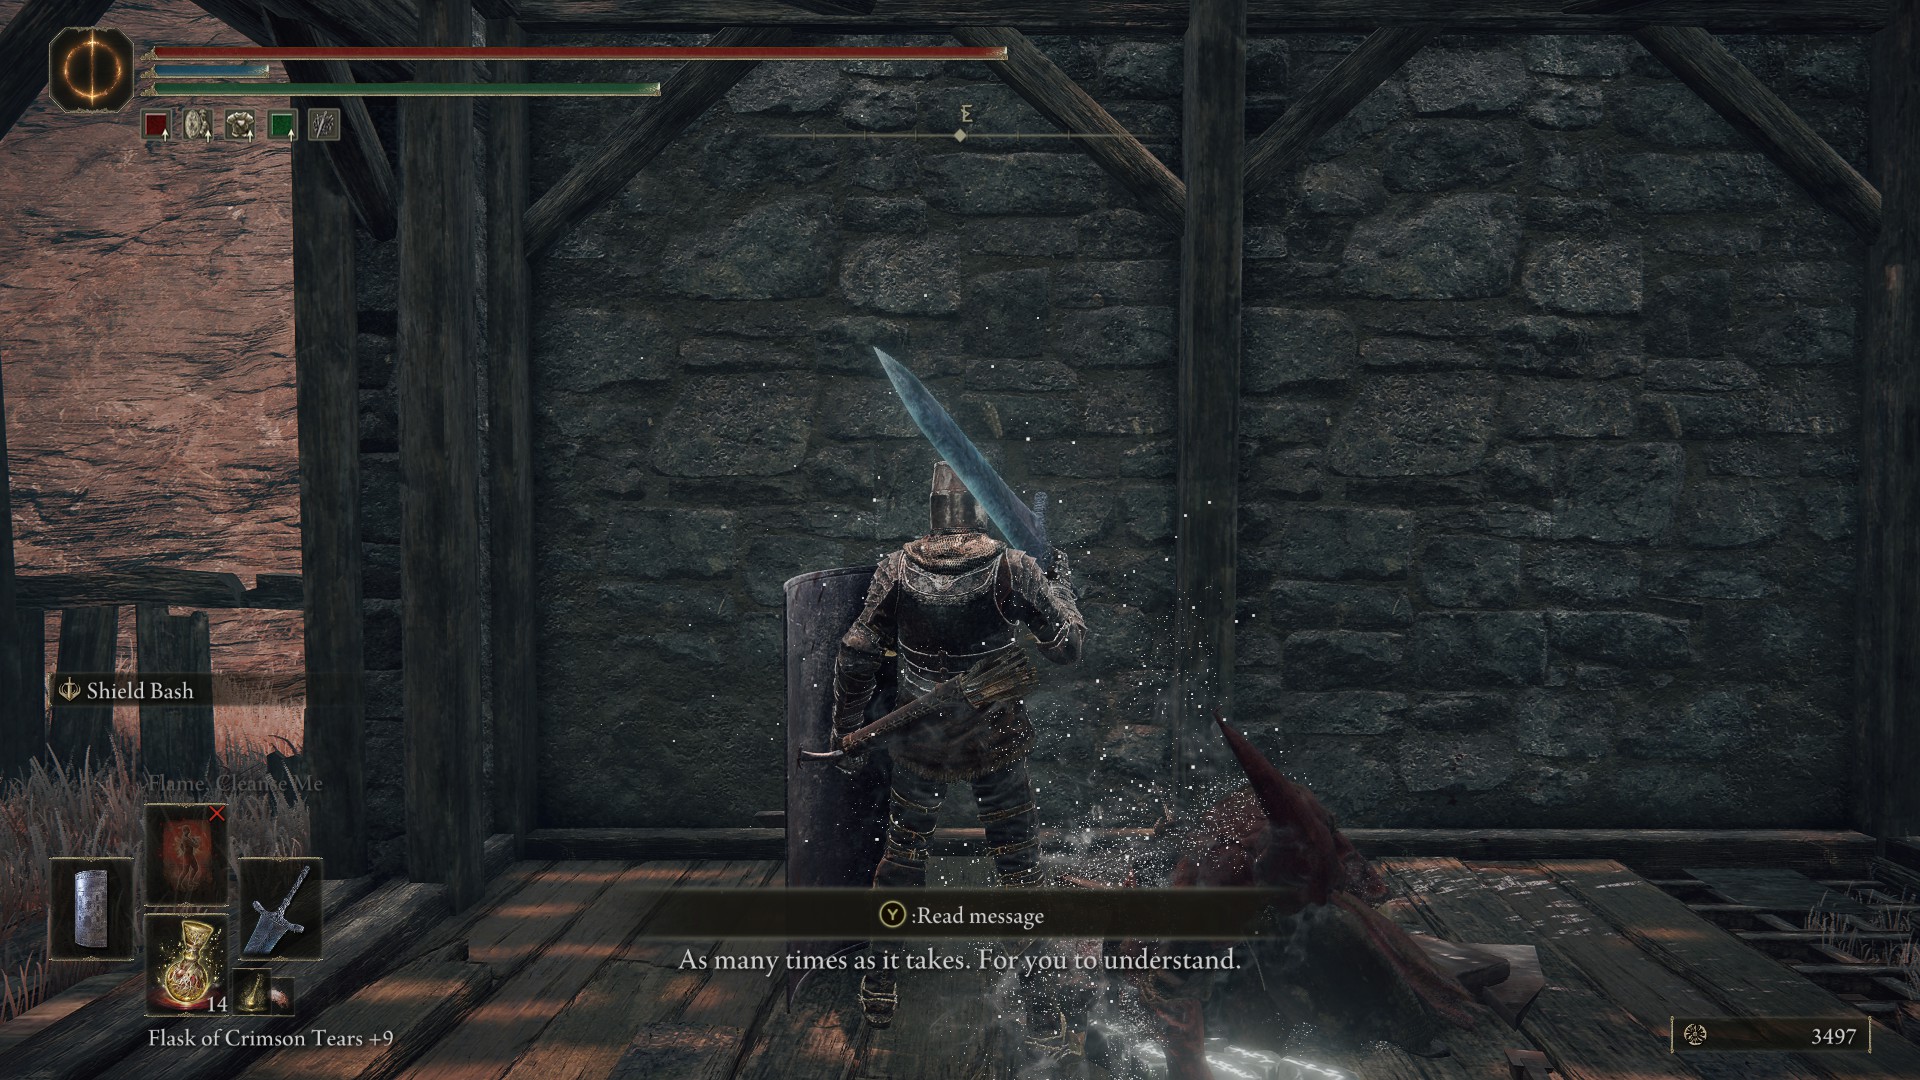 E
Shield Bash
Flame, Cleanse Me
Y :Read message
As many times as it takes. For you to understand.
14
Flask of Crimson Tears +9
3497